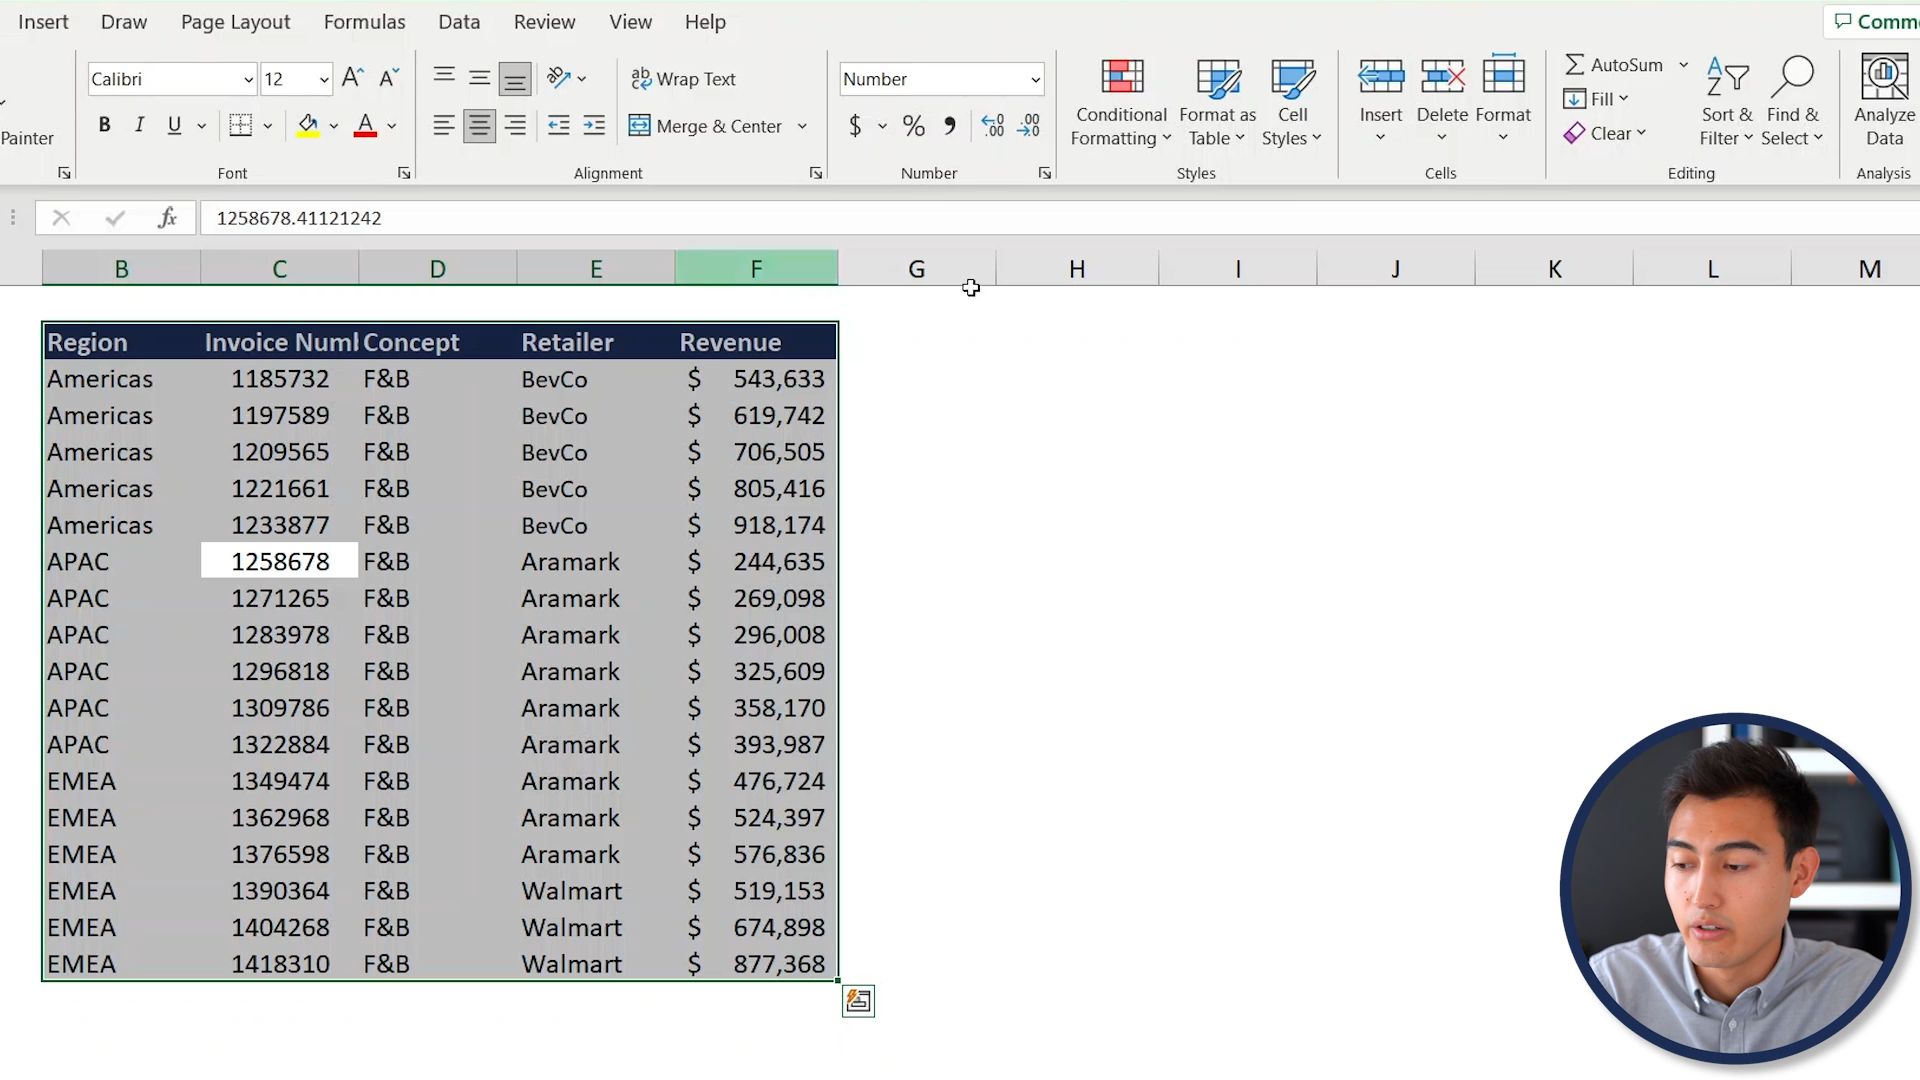 Insert Draw Page Layout Formulas Data Review View Help Comm
Painter
Calibri 12 A A ab Wrap Text Number
B I U A Merge & Center $ % , .00 .00
Conditional Formatting Format as Table Cell Styles Insert Delete Format
AutoSum
Fill
Clear
Sort & Filter Find & Select Analyze Data
Font Alignment Number Styles Cells Editing Analysis
fx 1258678.41121242
B C D E F G H I J K L M
Region Invoice Numl Concept Retailer Revenue
Americas 1185732 F&B BevCo $ 543,633
Americas 1197589 F&B BevCo $ 619,742
Americas 1209565 F&B BevCo $ 706,505
Americas 1221661 F&B BevCo $ 805,416
Americas 1233877 F&B BevCo $ 918,174
APAC 1258678 F&B Aramark $ 244,635
APAC 1271265 F&B Aramark $ 269,098
APAC 1283978 F&B Aramark $ 296,008
APAC 1296818 F&B Aramark $ 325,609
APAC 1309786 F&B Aramark $ 358,170
APAC 1322884 F&B Aramark $ 393,987
EMEA 1349474 F&B Aramark $ 476,724
EMEA 1362968 F&B Aramark $ 524,397
EMEA 1376598 F&B Aramark $ 576,836
EMEA 1390364 F&B Walmart $ 519,153
EMEA 1404268 F&B Walmart $ 674,898
EMEA 1418310 F&B Walmart $ 877,368